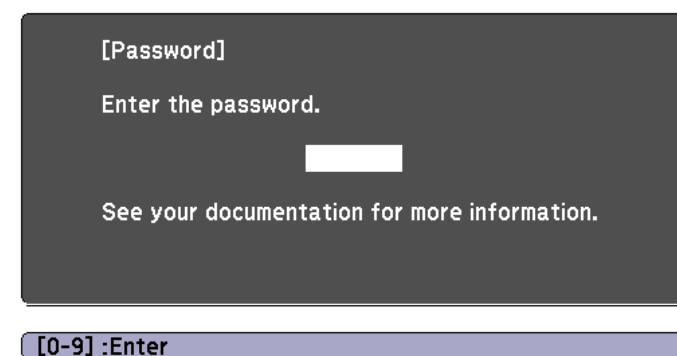 [Password]
Enter the password.
See your documentation for more information.
[0-9] :Enter